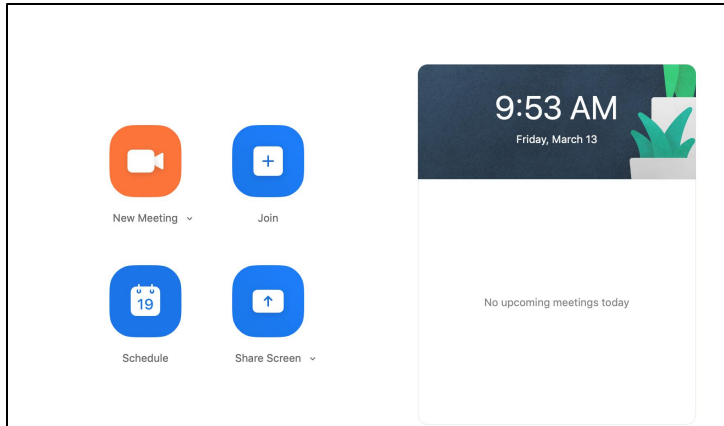 9:53 AM
Friday, March 13
New Meeting
Join
19
Schedule
Share Screen
No upcoming meetings today